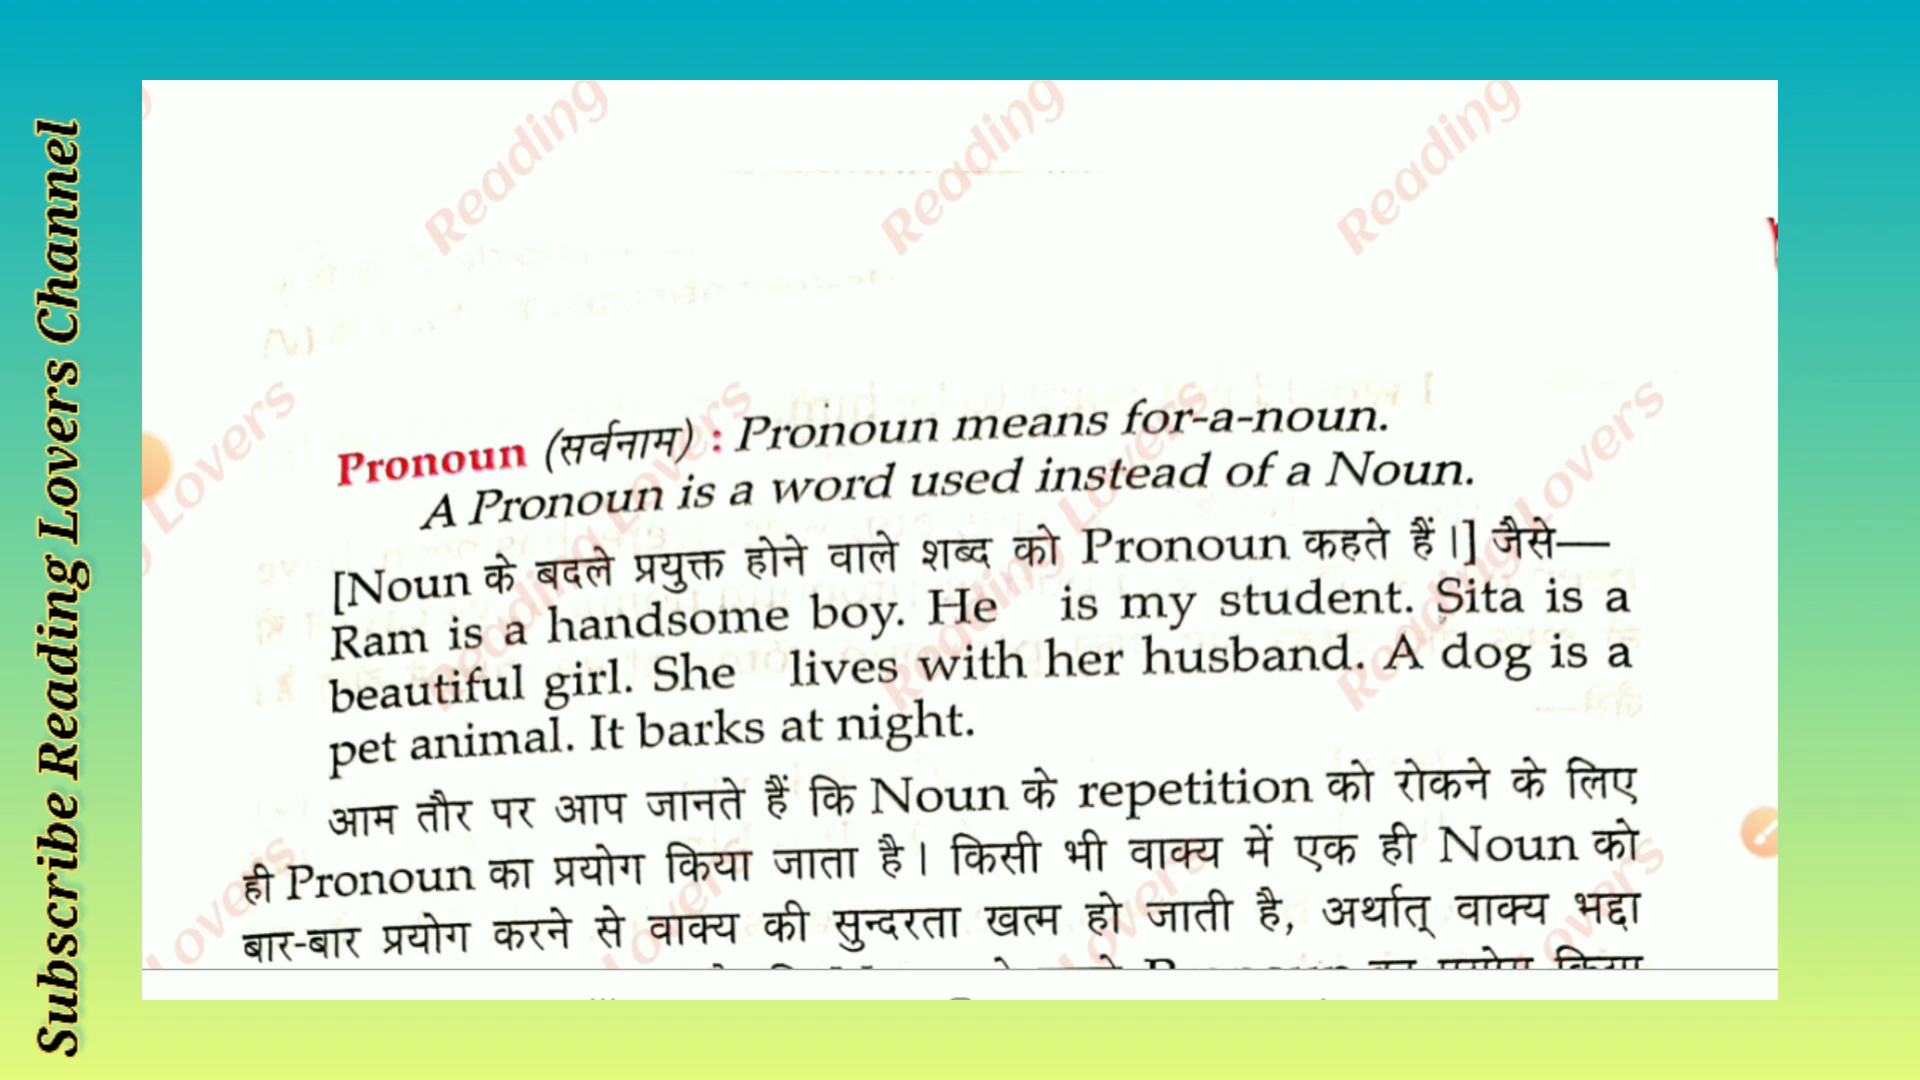 Subscribe Reading Lovers Channel
Pronoun (सर्वनाम) : Pronoun means for-a-noun.
A Pronoun is a word used instead of a Noun.
[Noun के बदले प्रयुक्त होने वाले शब्द को Pronoun कहते हैं।] जैसे—
Ram is a handsome boy. He is my student. Sita is a
beautiful girl. She lives with her husband. A dog is a
pet animal. It barks at night.
आम तौर पर आप जानते हैं कि Noun के repetition को रोकने के लिए
ही Pronoun का प्रयोग किया जाता है। किसी भी वाक्य में एक ही Noun को
बार-बार प्रयोग करने से वाक्य की सुन्दरता खत्म हो जाती है, अर्थात् वाक्य भद्दा
Reading Lovers